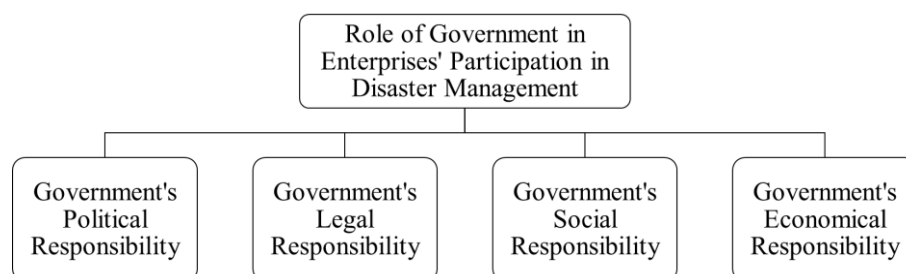 Role of Government in
Enterprises' Participation in
Disaster Management
Government's
Political
Responsibility
Government's
Legal
Responsibility
Government's
Social
Responsibility
Government's
Economical
Responsibility